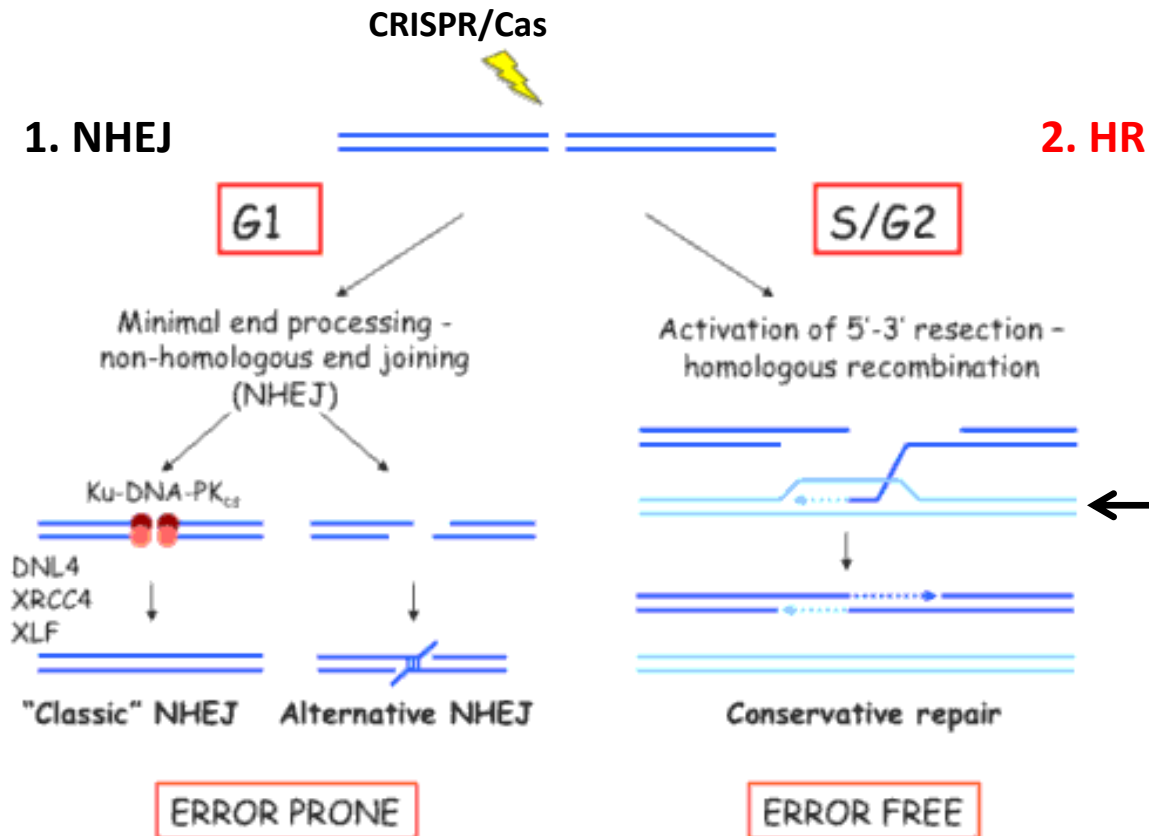 CRISPR/Cas
1. NHEJ
2. HR
G1
S/G2
Minimal end processing -
non-homologous end joining
(NHEJ)
Activation of 5'-3' resection –
homologous recombination
Ku-DNA-PKcs
DNL4
XRCC4
XLF
"Classic" NHEJ
Alternative NHEJ
Conservative repair
ERROR PRONE
ERROR FREE